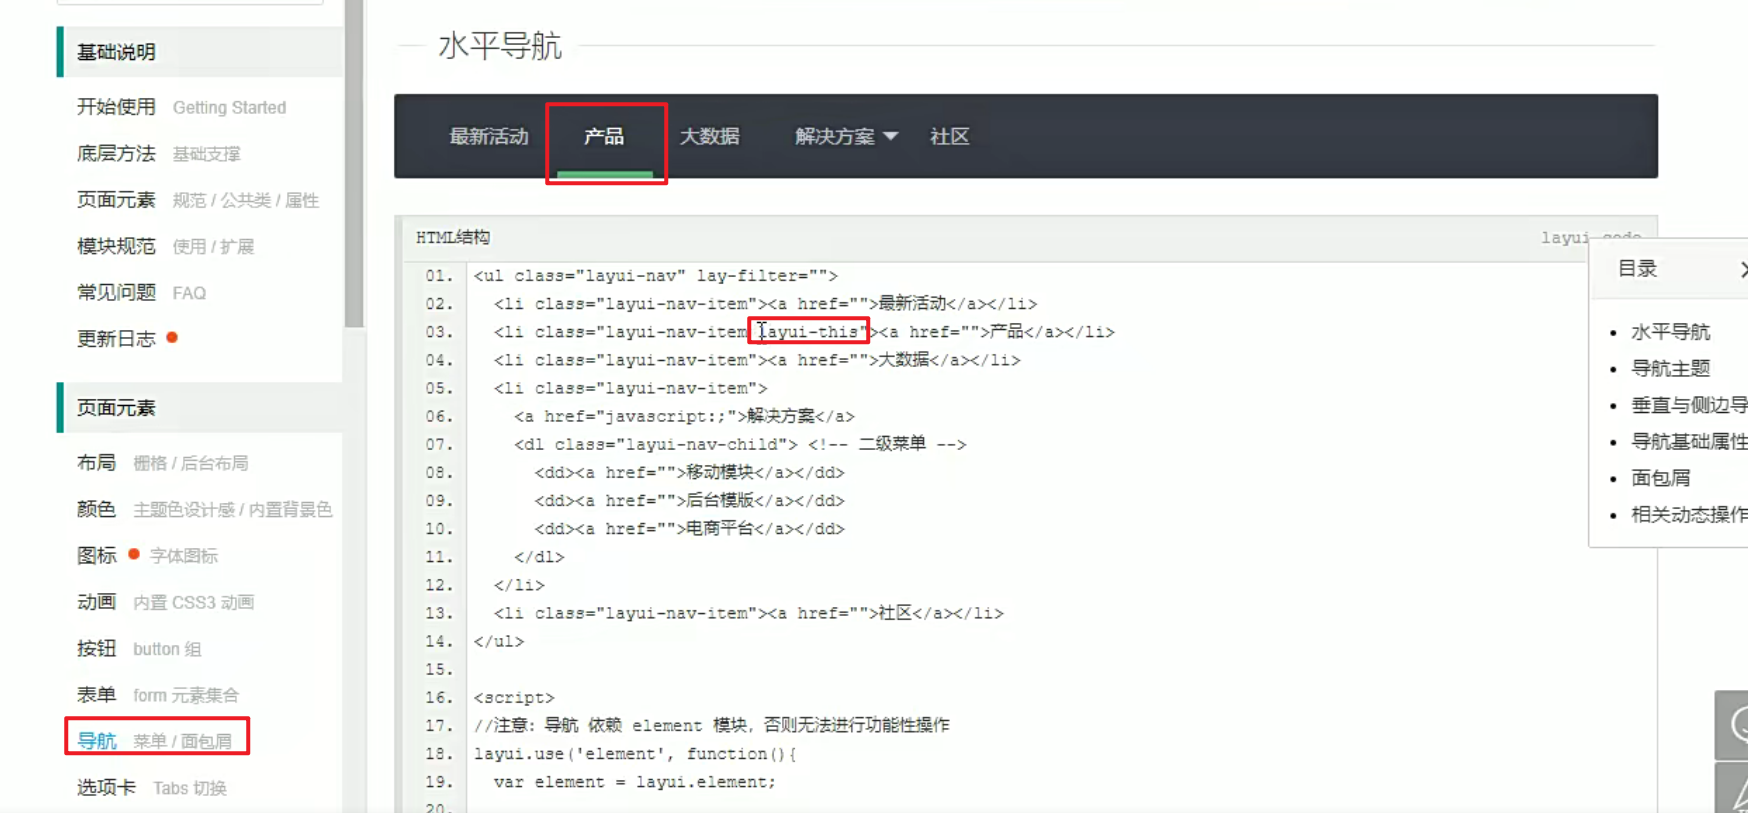 基础说明
开始使用 Getting Started
底层方法 基础支撑
页面元素 规范 / 公共类 / 属性
模块规范 使用 / 扩展
常见问题 FAQ
更新日志
页面元素
布局 栅格 / 后台布局
颜色 主题色设计感 / 内置背景色
图标 字体图标
动画 内置 CSS3 动画
按钮 button 组
表单 form 元素集合
导航 菜单 / 面包屑
选项卡 Tabs 切换
水平导航
最新活动 产品 大数据 解决方案 社区
HTML结构 layui.code
01. <ul class="layui-nav" lay-filter="">
02. <li class="layui-nav-item"><a href="">最新活动</a></li>
03. <li class="layui-nav-item layui-this"><a href="">产品</a></li>
04. <li class="layui-nav-item"><a href="">大数据</a></li>
05. <li class="layui-nav-item">
06. <a href="javascript:;">解决方案</a>
07. <dl class="layui-nav-child"> <!-- 二级菜单 -->
08. <dd><a href="">移动模块</a></dd>
09. <dd><a href="">后台模版</a></dd>
10. <dd><a href="">电商平台</a></dd>
11. </dl>
12. </li>
13. <li class="layui-nav-item"><a href="">社区</a></li>
14. </ul>
15.
16. <script>
17. //注意: 导航 依赖 element 模块, 否则无法进行功能性操作
18. layui.use('element', function(){
19. var element = layui.element;
20.
目录
水平导航
导航主题
垂直与侧边导
导航基础属性
面包屑
相关动态操作